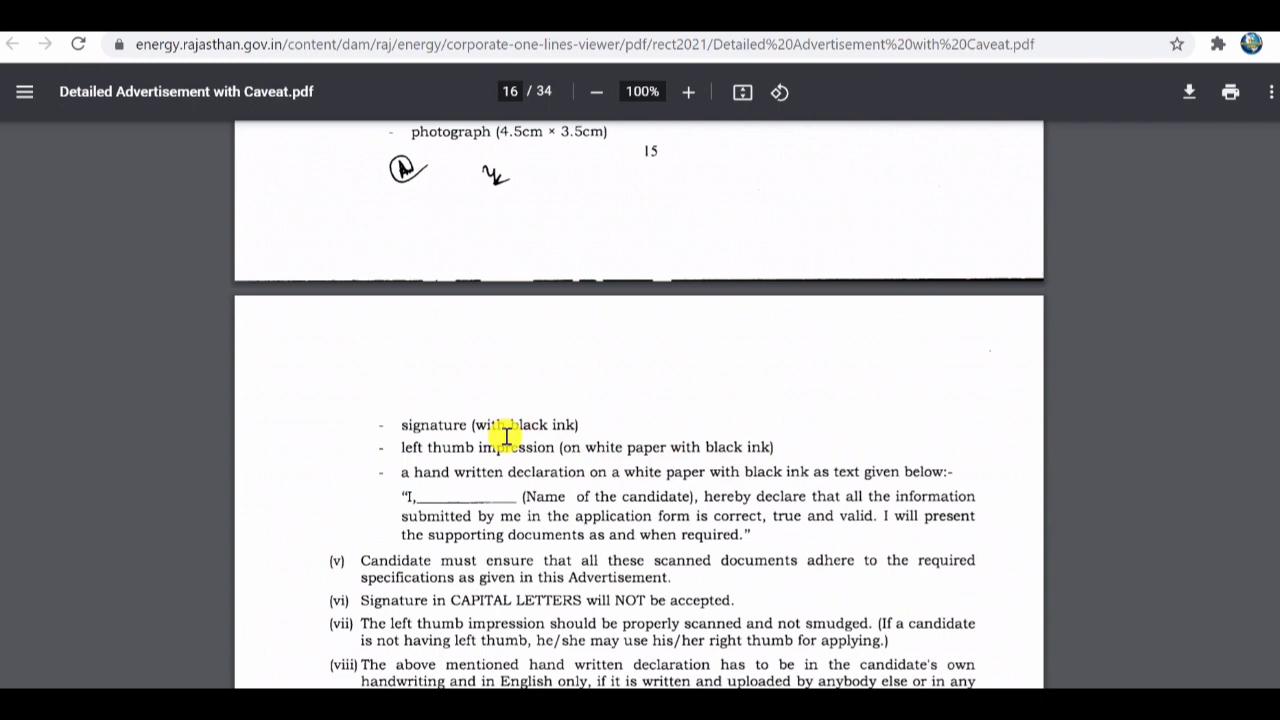 energy.rajasthan.gov.in/content/dam/raj/energy/corporate-one-lines-viewer/pdf/rect2021/Detailed%20Advertisement%20with%20Caveat.pdf
Detailed Advertisement with Caveat.pdf 16 / 34 100%
- photograph (4.5cm × 3.5cm)
15
- signature (with black ink)
- left thumb impression (on white paper with black ink)
- a hand written declaration on a white paper with black ink as text given below:-
“I,____________ (Name of the candidate), hereby declare that all the information
submitted by me in the application form is correct, true and valid. I will present
the supporting documents as and when required.”
(v) Candidate must ensure that all these scanned documents adhere to the required
specifications as given in this Advertisement.
(vi) Signature in CAPITAL LETTERS will NOT be accepted.
(vii) The left thumb impression should be properly scanned and not smudged. (If a candidate
is not having left thumb, he/she may use his/her right thumb for applying.)
(viii) The above mentioned hand written declaration has to be in the candidate's own
handwriting and in English only, if it is written and uploaded by anybody else or in any